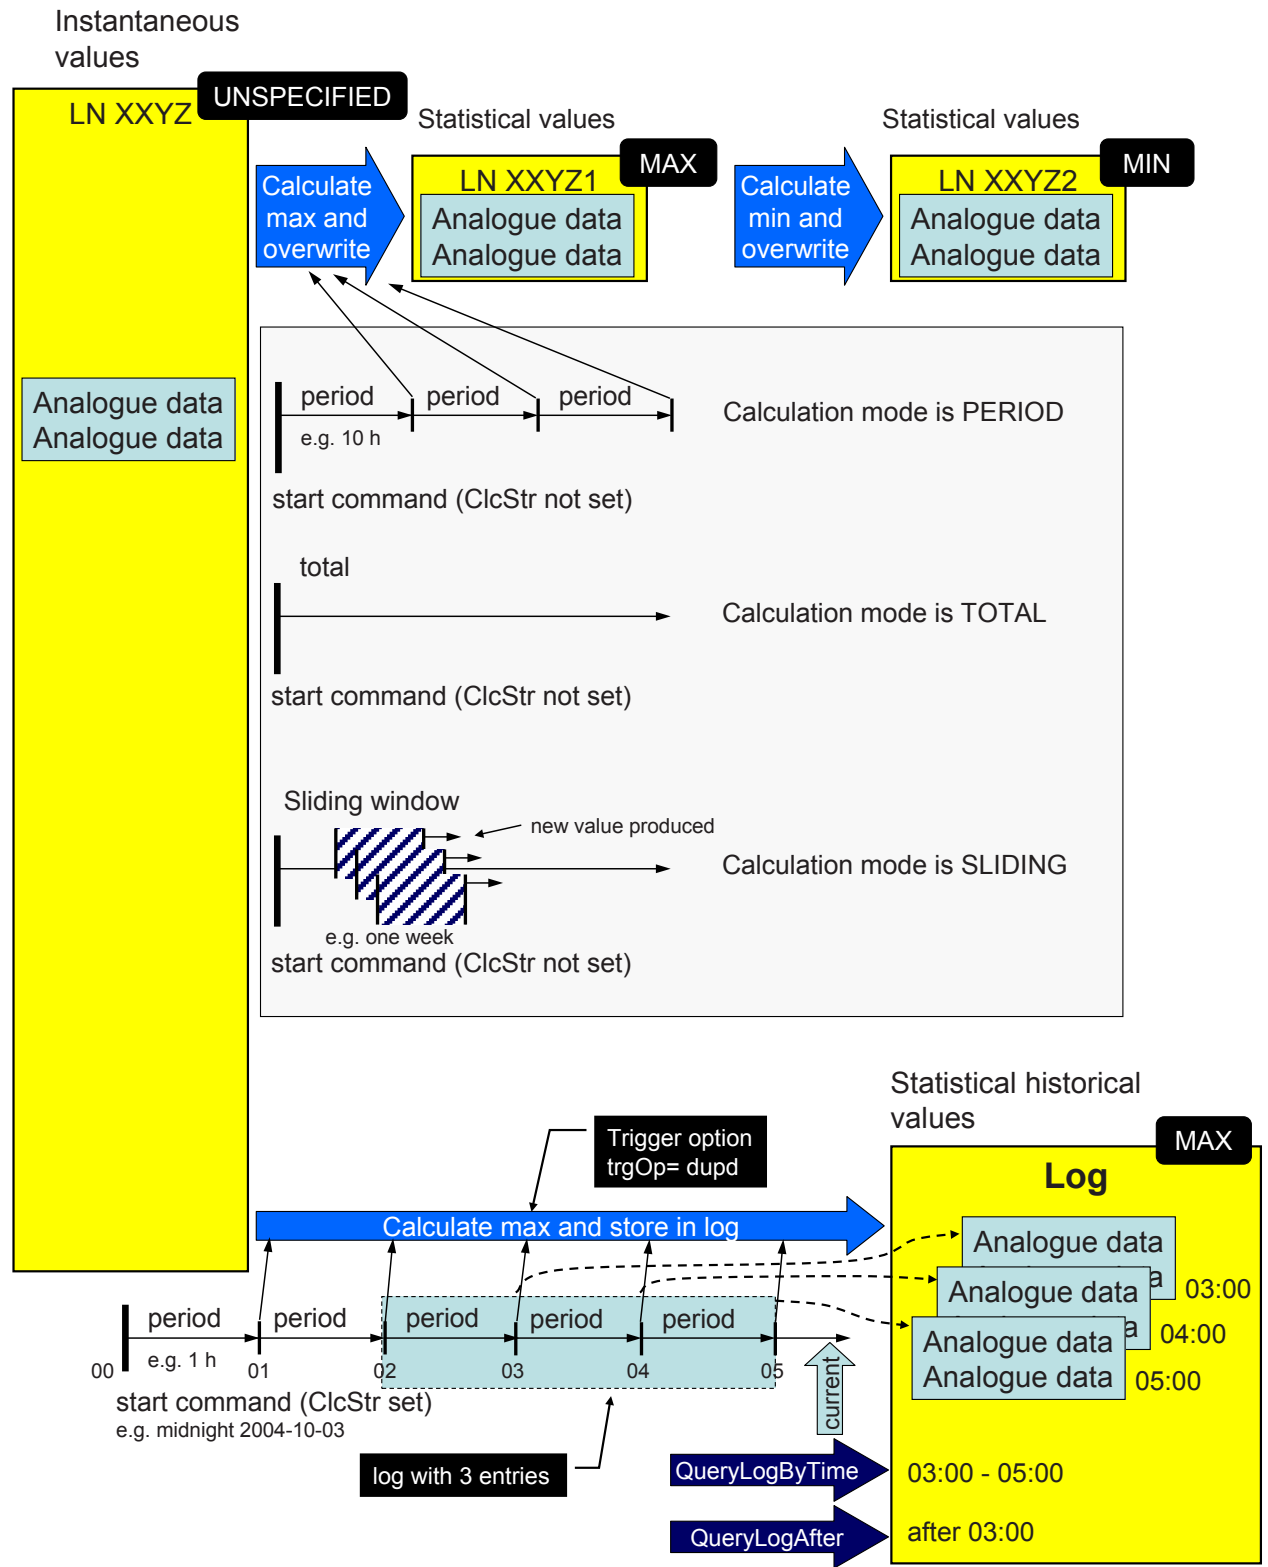 Instantaneous
values
LN XXYZ
UNSPECIFIED
Analogue data
Analogue data
Statistical values
Calculate
max and
overwrite
LN XXYZ1
MAX
Analogue data
Analogue data
Statistical values
Calculate
min and
overwrite
LN XXYZ2
MIN
Analogue data
Analogue data
period period period
e.g. 10 h
Calculation mode is PERIOD
start command (ClcStr not set)
total
Calculation mode is TOTAL
start command (ClcStr not set)
Sliding window
new value produced
Calculation mode is SLIDING
e.g. one week
start command (ClcStr not set)
Statistical historical
values
MAX
Log
Trigger option
trgOp= dupd
Calculate max and store in log
Analogue data
a 03:00
Analogue data
a 04:00
Analogue data
Analogue data 05:00
period period period period period
e.g. 1 h
00 01 02 03 04 05
start command (ClcStr set)
e.g. midnight 2004-10-03
current
log with 3 entries
QueryLogByTime 03:00 - 05:00
QueryLogAfter after 03:00